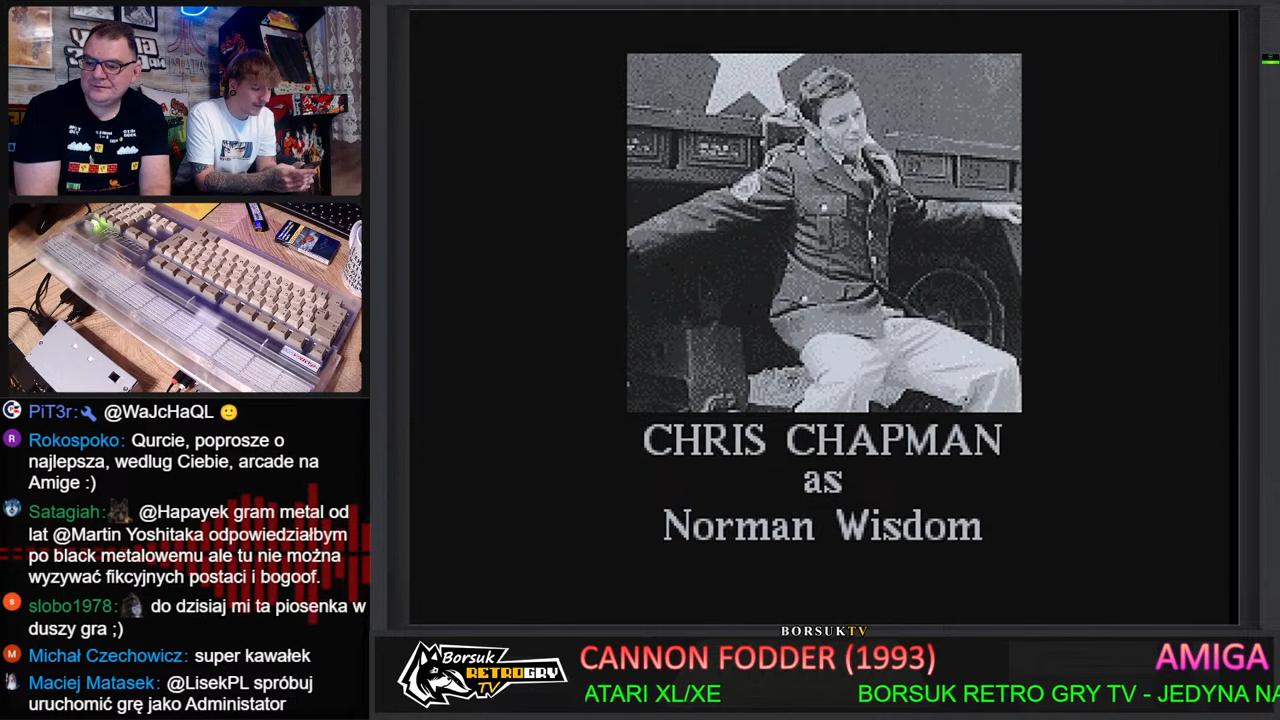 CHRIS CHAPMAN
as
Norman Wisdom
PiT3r: @WaJcHaQL
Rokospoko: Qurcie, poprosze o
najlepsza, wedlug Ciebie, arcade na
Amige :)
Satagiah: @Hapayek gram metal od
lat @Martin Yoshitaka odpowiedziałbym
po black metalowemu ale tu nie można
wyzywać fikcyjnych postaci i bogoof.
slobo1978: do dzisiaj mi ta piosenka w
duszy gra ;)
Michał Czechowicz: super kawałek
Maciej Matasek: @LisekPL spróbuj
uruchomić grę jako Administator
BORSUKTV
Borsuk
RETROGRY
TV
CANNON FODDER (1993)
AMIGA
ATARI XL/XE
BORSUK RETRO GRY TV - JEDYNA NA